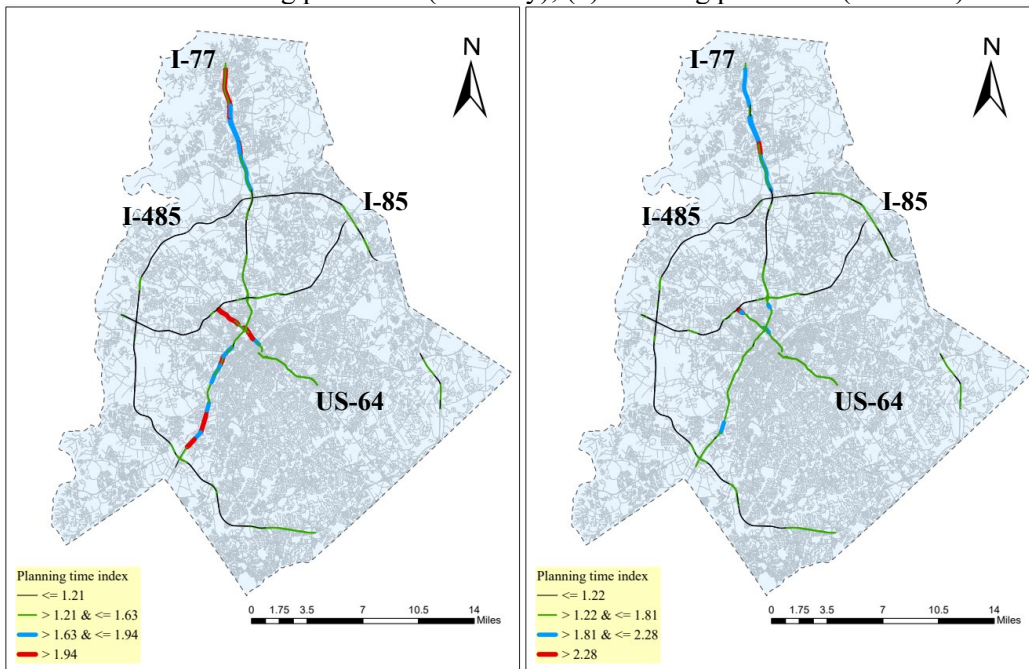 N
I-77
I-485
I-85
US-64
Planning time index
<= 1.21
> 1.21 & <= 1.63
> 1.63 & <= 1.94
> 1.94
0 1.75 3.5 7 10.5 14
Miles
N
I-77
I-485
I-85
US-64
Planning time index
<= 1.22
> 1.22 & <= 1.81
> 1.81 & <= 2.28
> 2.28
0 1.75 3.5 7 10.5 14
Miles